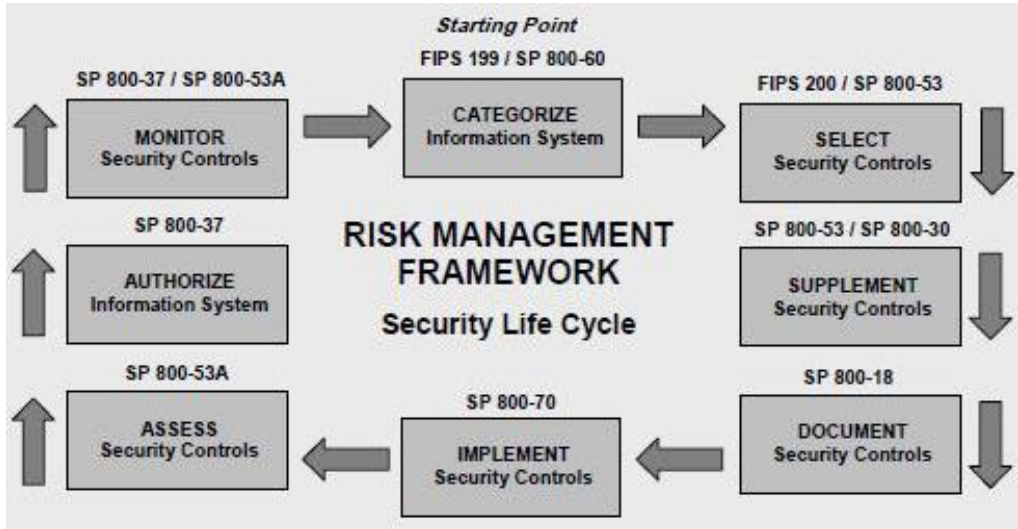 Starting Point
FIPS 199 / SP 800-60
CATEGORIZE
Information System
FIPS 200 / SP 800-53
SELECT
Security Controls
SP 800-53 / SP 800-30
SUPPLEMENT
Security Controls
SP 800-18
DOCUMENT
Security Controls
SP 800-70
IMPLEMENT
Security Controls
SP 800-53A
ASSESS
Security Controls
SP 800-37
AUTHORIZE
Information System
SP 800-37 / SP 800-53A
MONITOR
Security Controls
RISK MANAGEMENT
FRAMEWORK
Security Life Cycle